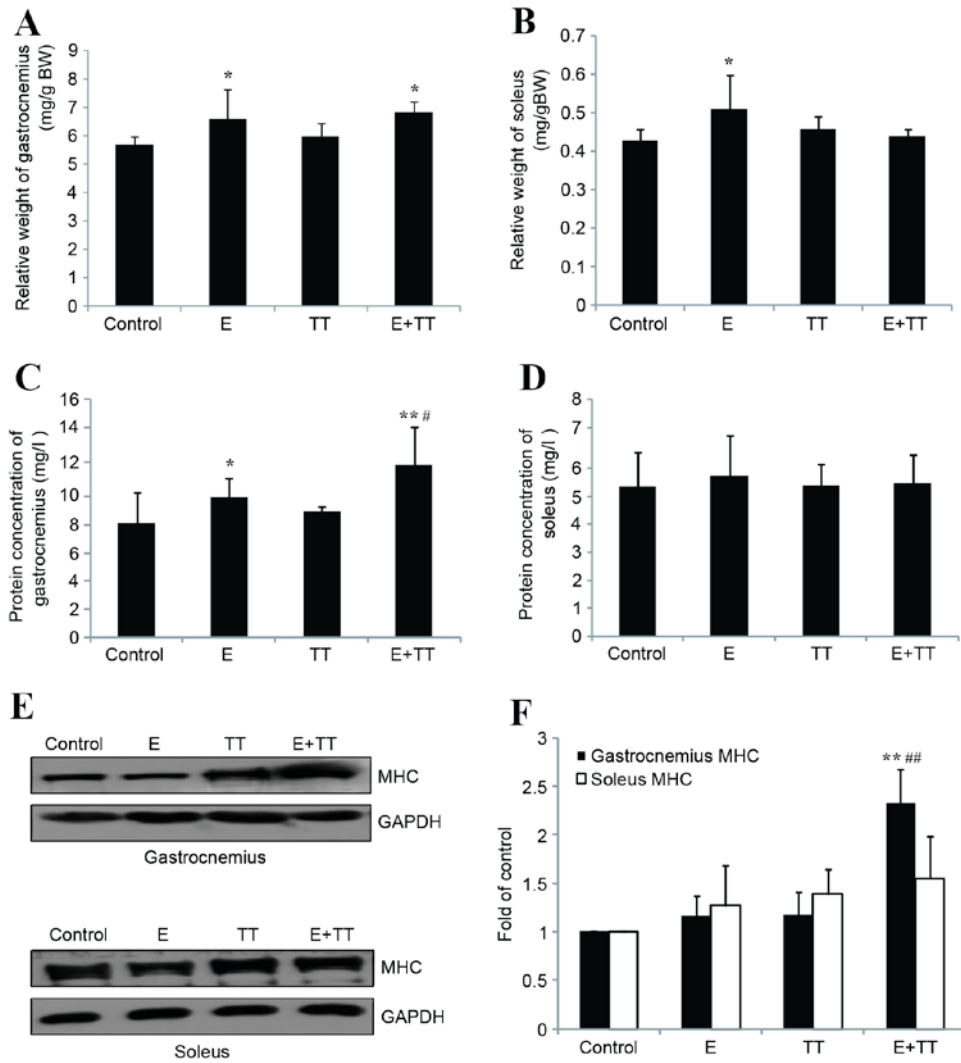 A
Relative weight of gastrocnemius
(mg/g BW)
9
8
7
6
5
4
3
2
1
0
*
*
Control E TT E+TT
B
Relative weight of soleus
(mg/gBW)
0.7
0.6
0.5
0.4
0.3
0.2
0.1
0
*
Control E TT E+TT
C
Protein concentration of
gastrocnemius (mg/l)
16
14
12
10
8
6
4
2
0
*
** #
Control E TT E+TT
D
Protein concentration of
soleus (mg/l )
8
7
6
5
4
3
2
1
0
Control E TT E+TT
E
Control E TT E+TT
MHC
GAPDH
Gastrocnemius
Control E TT E+TT
MHC
GAPDH
Soleus
F
Fold of control
3
2.5
2
1.5
1
0.5
0
Gastrocnemius MHC
Soleus MHC
** ##
Control E TT E+TT